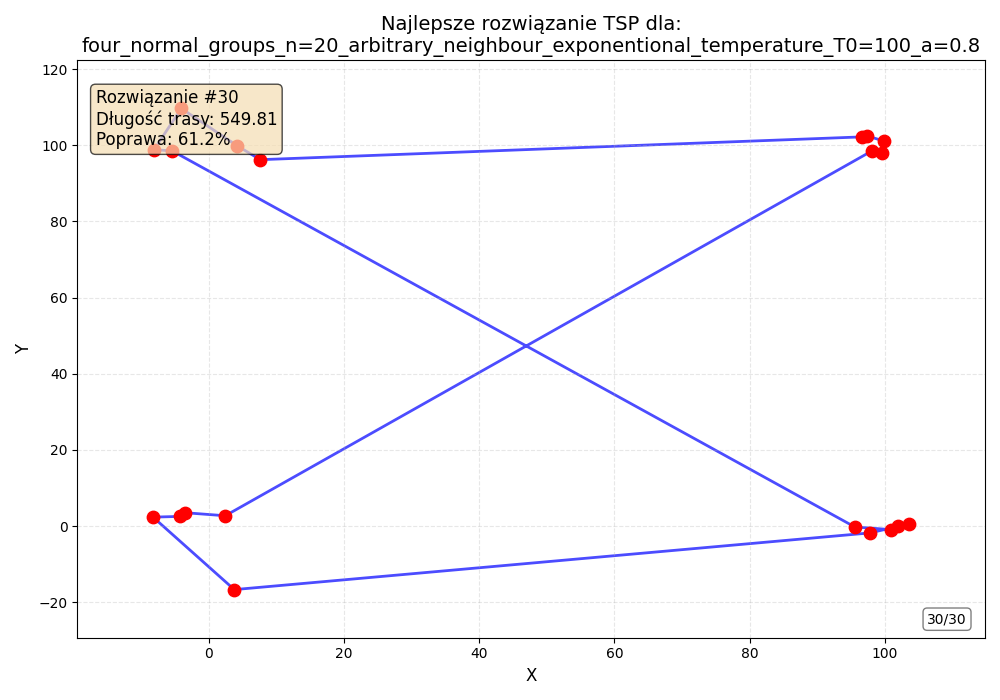 Najlepsze rozwiązanie TSP dla:
four_normal_groups_n=20_arbitrary_neighbour_exponentional_temperature_T0=100_a=0.8
Rozwiązanie #30
Długość trasy: 549.81
Poprawa: 61.2%
120
100
80
60
40
20
0
−20
Y
0
20
40
60
80
100
X
30/30